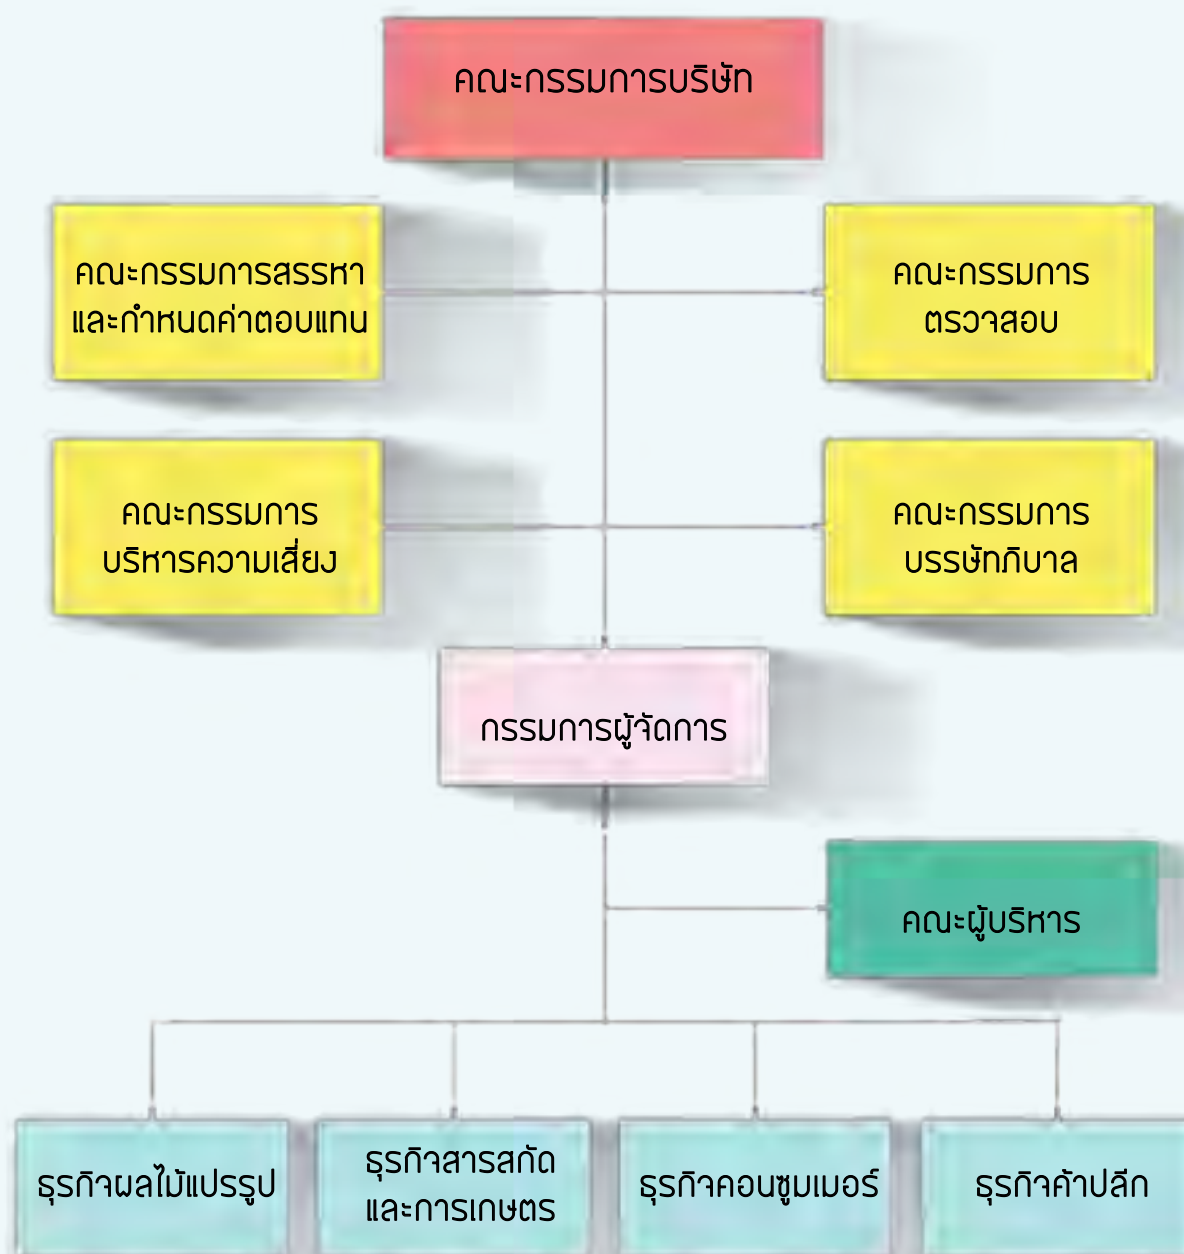 คณะกรรมการบริษัท
คณะกรรมการสรรหา
และกำหนดค่าตอบแทน
คณะกรรมการ
ตรวจสอบ
คณะกรรมการ
บริหารความเสี่ยง
คณะกรรมการ
บรรษัทภิบาล
กรรมการผู้จัดการ
คณะผู้บริหาร
ธุรกิจผลไม้แปรรูป
ธุรกิจสารสกัด
และการเกษตร
ธุรกิจคอนซูมเมอร์
ธุรกิจค้าปลีก